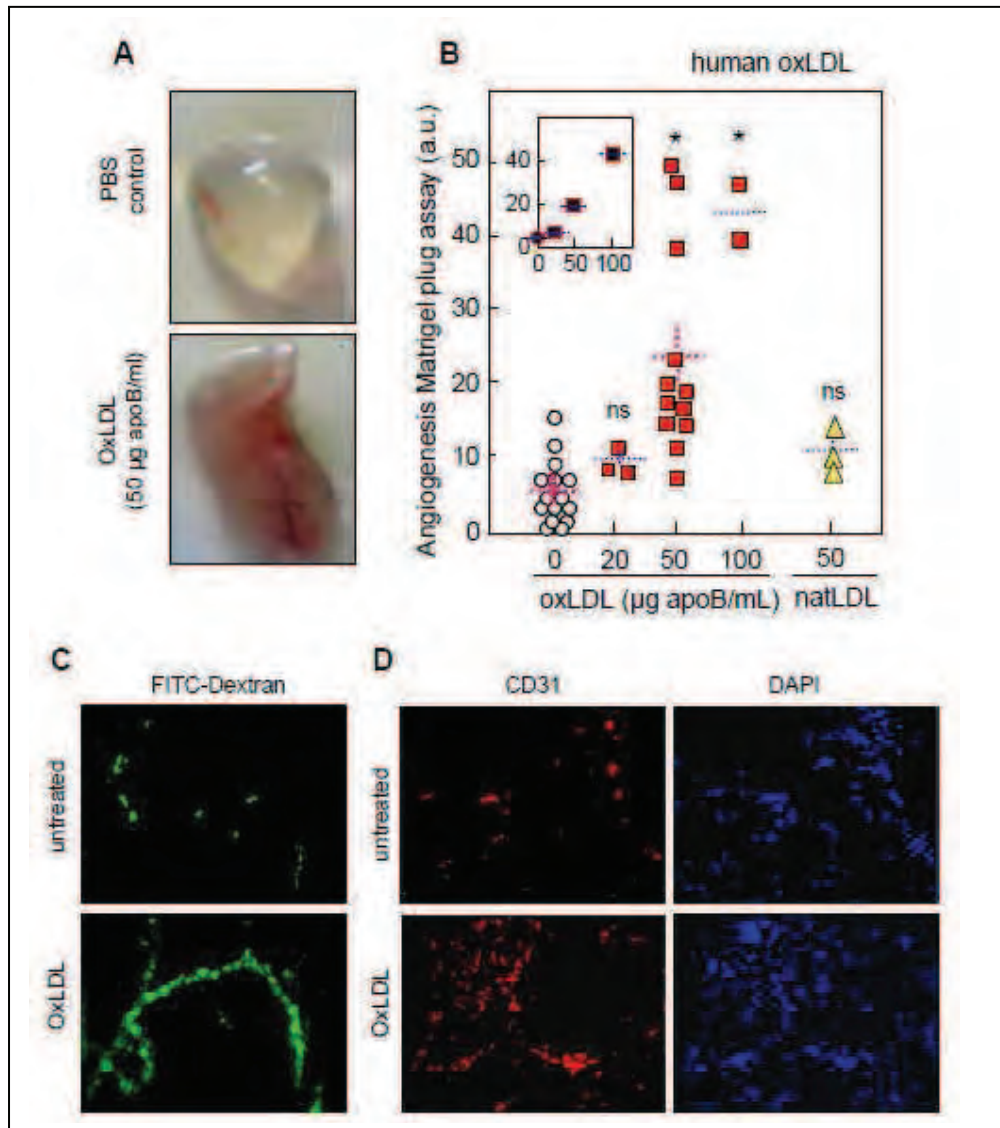 A
PBS
control
OxLDL
(50 µg apoB/ml)
B
human oxLDL
Angiogenesis Matrigel plug assay (a.u.)
50
40
30
20
10
0
40
20
0
0 50 100
* *
ns
ns
0 20 50 100 50
oxLDL (µg apoB/mL) natLDL
C
FITC-Dextran
untreated
OxLDL
D
CD31 DAPI
untreated
OxLDL